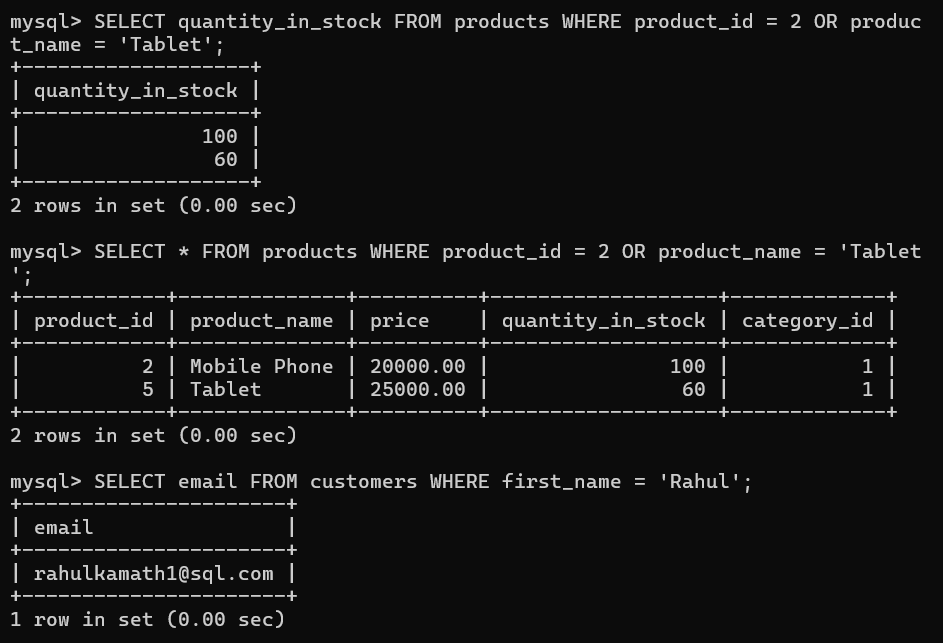 mysql> SELECT quantity_in_stock FROM products WHERE product_id = 2 OR produc
t_name = 'Tablet';
+-------------------+
| quantity_in_stock |
+-------------------+
|               100 |
|                60 |
+-------------------+
2 rows in set (0.00 sec)

mysql> SELECT * FROM products WHERE product_id = 2 OR product_name = 'Tablet
';
+------------+--------------+----------+-------------------+-------------+
| product_id | product_name | price    | quantity_in_stock | category_id |
+------------+--------------+----------+-------------------+-------------+
|          2 | Mobile Phone | 20000.00 |               100 |           1 |
|          5 | Tablet       | 25000.00 |                60 |           1 |
+------------+--------------+----------+-------------------+-------------+
2 rows in set (0.00 sec)

mysql> SELECT email FROM customers WHERE first_name = 'Rahul';
+----------------------+
| email                |
+----------------------+
| rahulkamath1@sql.com |
+----------------------+
1 row in set (0.00 sec)